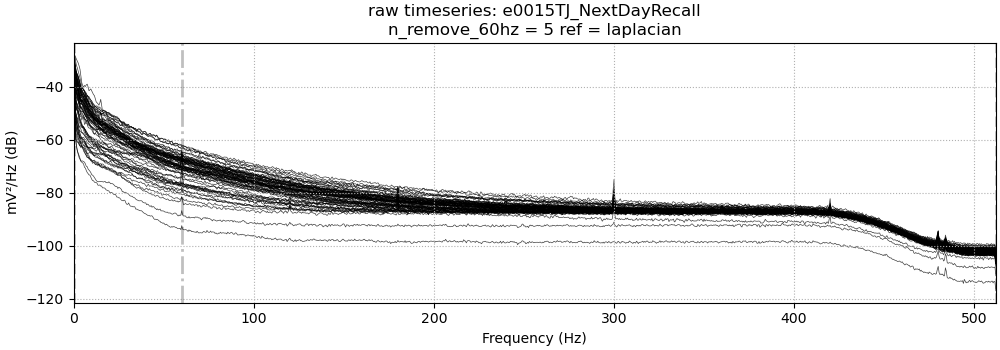 raw timeseries: e0015TJ_NextDayRecall
n_remove_60hz = 5 ref = laplacian
mV²/Hz (dB)
−40
−60
−80
−100
−120
0 100 200 300 400 500
Frequency (Hz)